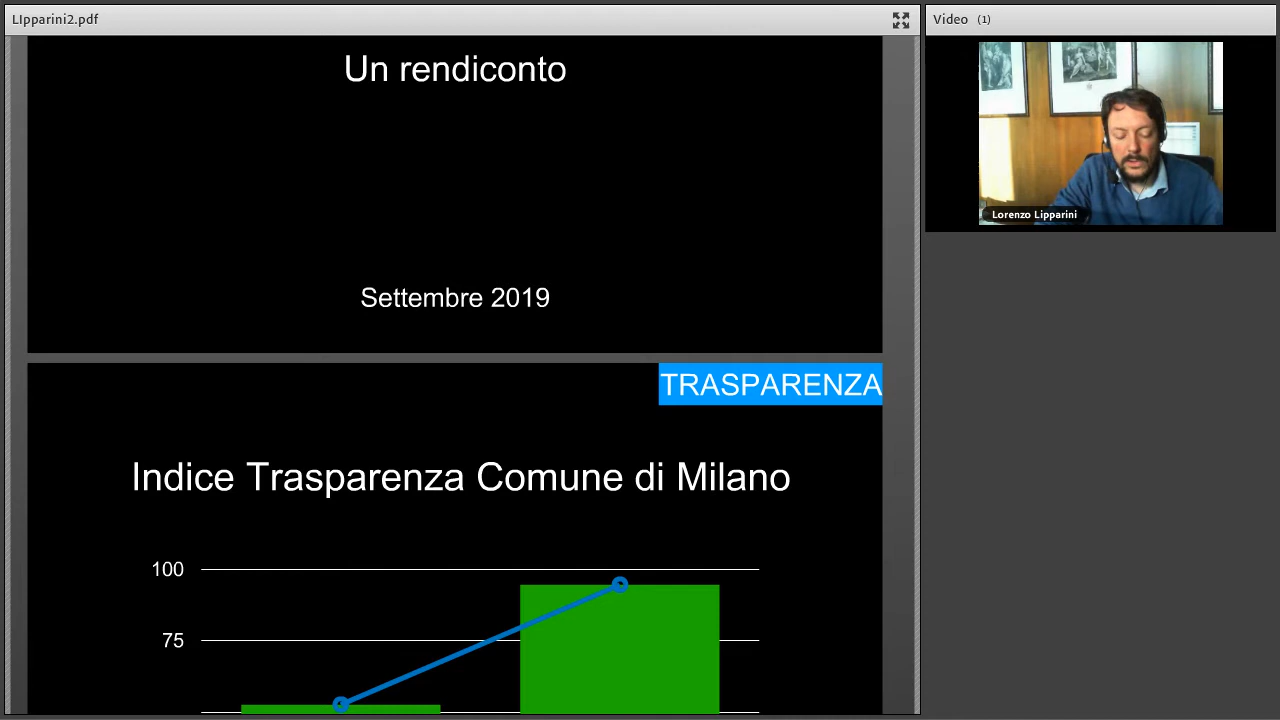 LIpparini2.pdf
Video (1)
Un rendiconto
Settembre 2019
Lorenzo Lipparini
TRASPARENZA
Indice Trasparenza Comune di Milano
100
75